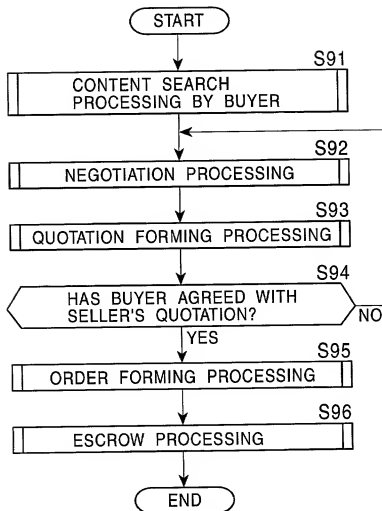 START
S91
CONTENT SEARCH
PROCESSING BY BUYER
S92
NEGOTIATION PROCESSING
S93
QUOTATION FORMING PROCESSING
S94
HAS BUYER AGREED WITH
SELLER'S QUOTATION?
NO
YES
S95
ORDER FORMING PROCESSING
S96
ESCROW PROCESSING
END